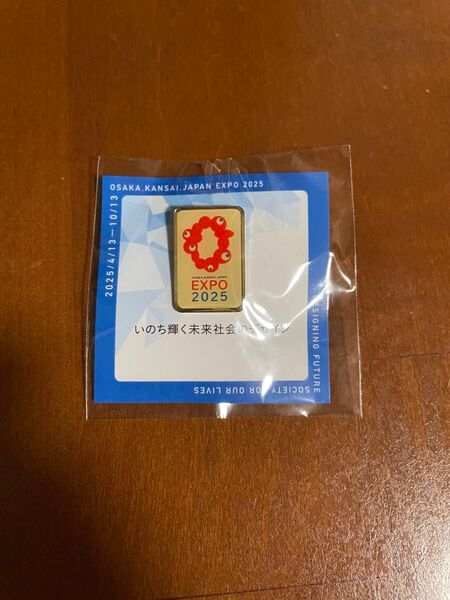 OSAKA,KANSAI,JAPAN EXPO 2025
2025/4/13—10/13
OSAKA,KANSAI,JAPAN
EXPO
2025
いのち輝く未来社会のデザイン
DESIGNING FUTURE
SOCIETY FOR OUR LIVES